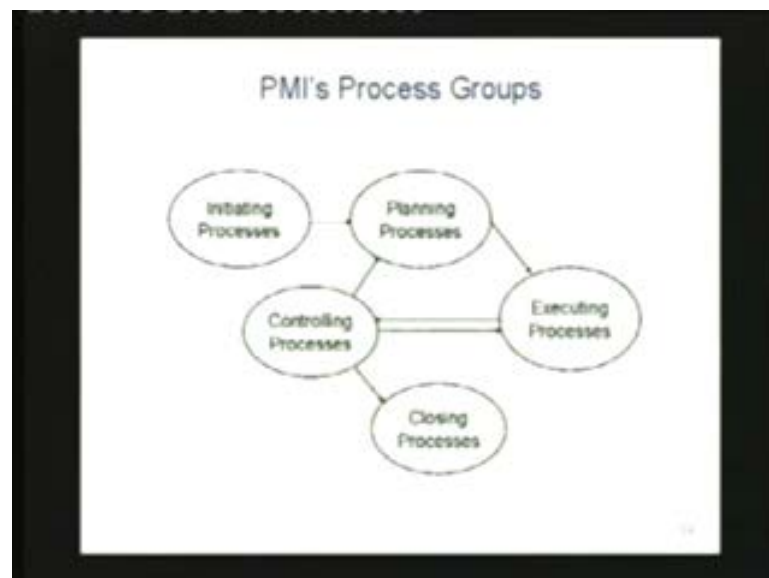 PMI's Process Groups
Initiating
Processes
Planning
Processes
Controlling
Processes
Executing
Processes
Closing
Processes